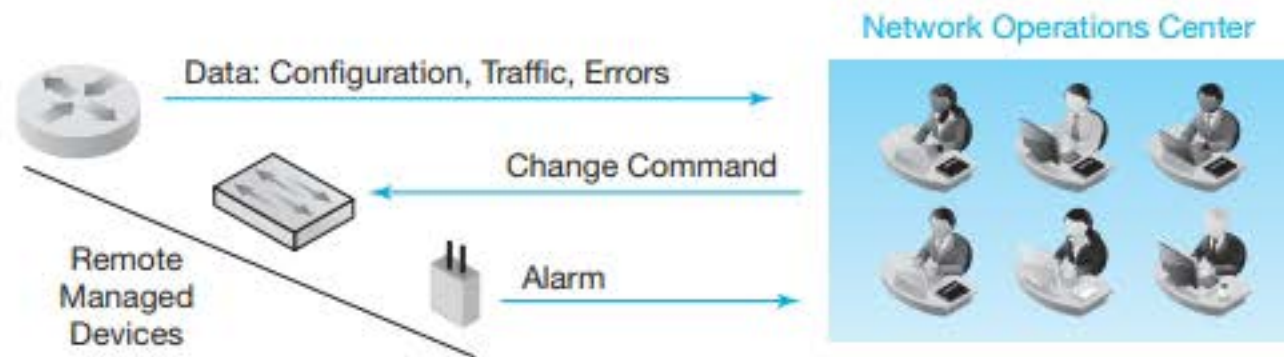 Network Operations Center
Data: Configuration, Traffic, Errors
Change Command
Remote
Managed
Devices
Alarm